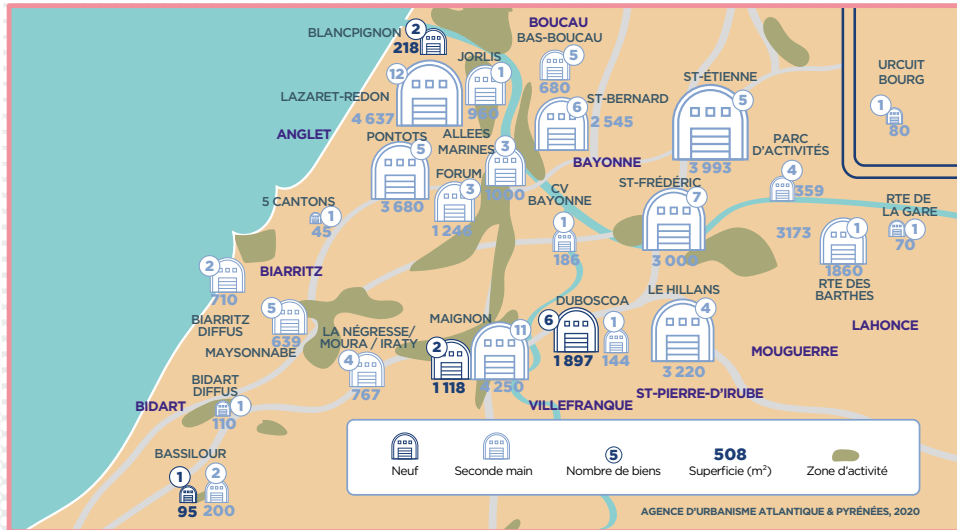 BLANCPIGNON
2
218
BOUCAU
BAS-BOUCAU
5
680
JORLIS
1
960
12
LAZARET-REDON
4 637
ST-BERNARD
6
2 545
ST-ÉTIENNE
5
3 993
URCUIT
BOURG
1
80
ANGLET
PONTOTS
5
3 680
ALLEES
MARINES
3
1000
BAYONNE
PARC
D'ACTIVITÉS
4
359
FORUM
3
1 246
CV
BAYONNE
1
186
ST-FRÉDÉRIC
7
3 000
RTE DE
LA GARE
1
70
5 CANTONS
1
45
3173
1
1860
RTE DES
BARTHES
2
710
BIARRITZ
BIARRITZ
DIFFUS
5
639
MAYSONNABE
LA NÉGRESSE/
MOURA / IRATY
4
767
MAIGNON
2
1 118
11
4 250
DUBOSCOA
6
1 897
1
144
LE HILLANS
4
3 220
LAHONCE
MOUGUERRE
BIDART
DIFFUS
1
110
BIDART
VILLEFRANQUE
ST-PIERRE-D'IRUBE
BASSILOUR
1
95
2
200
Neuf
Seconde main
5
Nombre de biens
508
Superficie (m²)
Zone d'activité
AGENCE D'URBANISME ATLANTIQUE & PYRÉNÉES, 2020